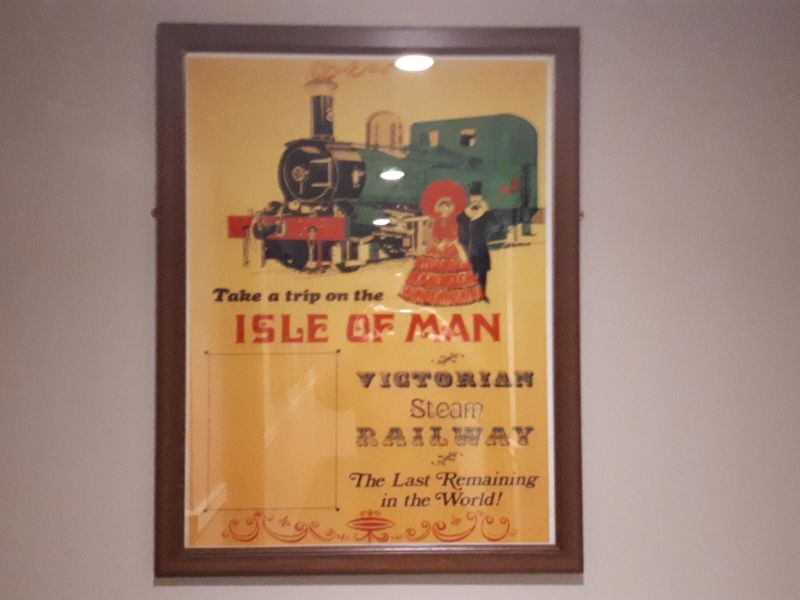 Take a trip on the
ISLE OF MAN
VICTORIAN
Steam
RAILWAY
The Last Remaining
in the World!